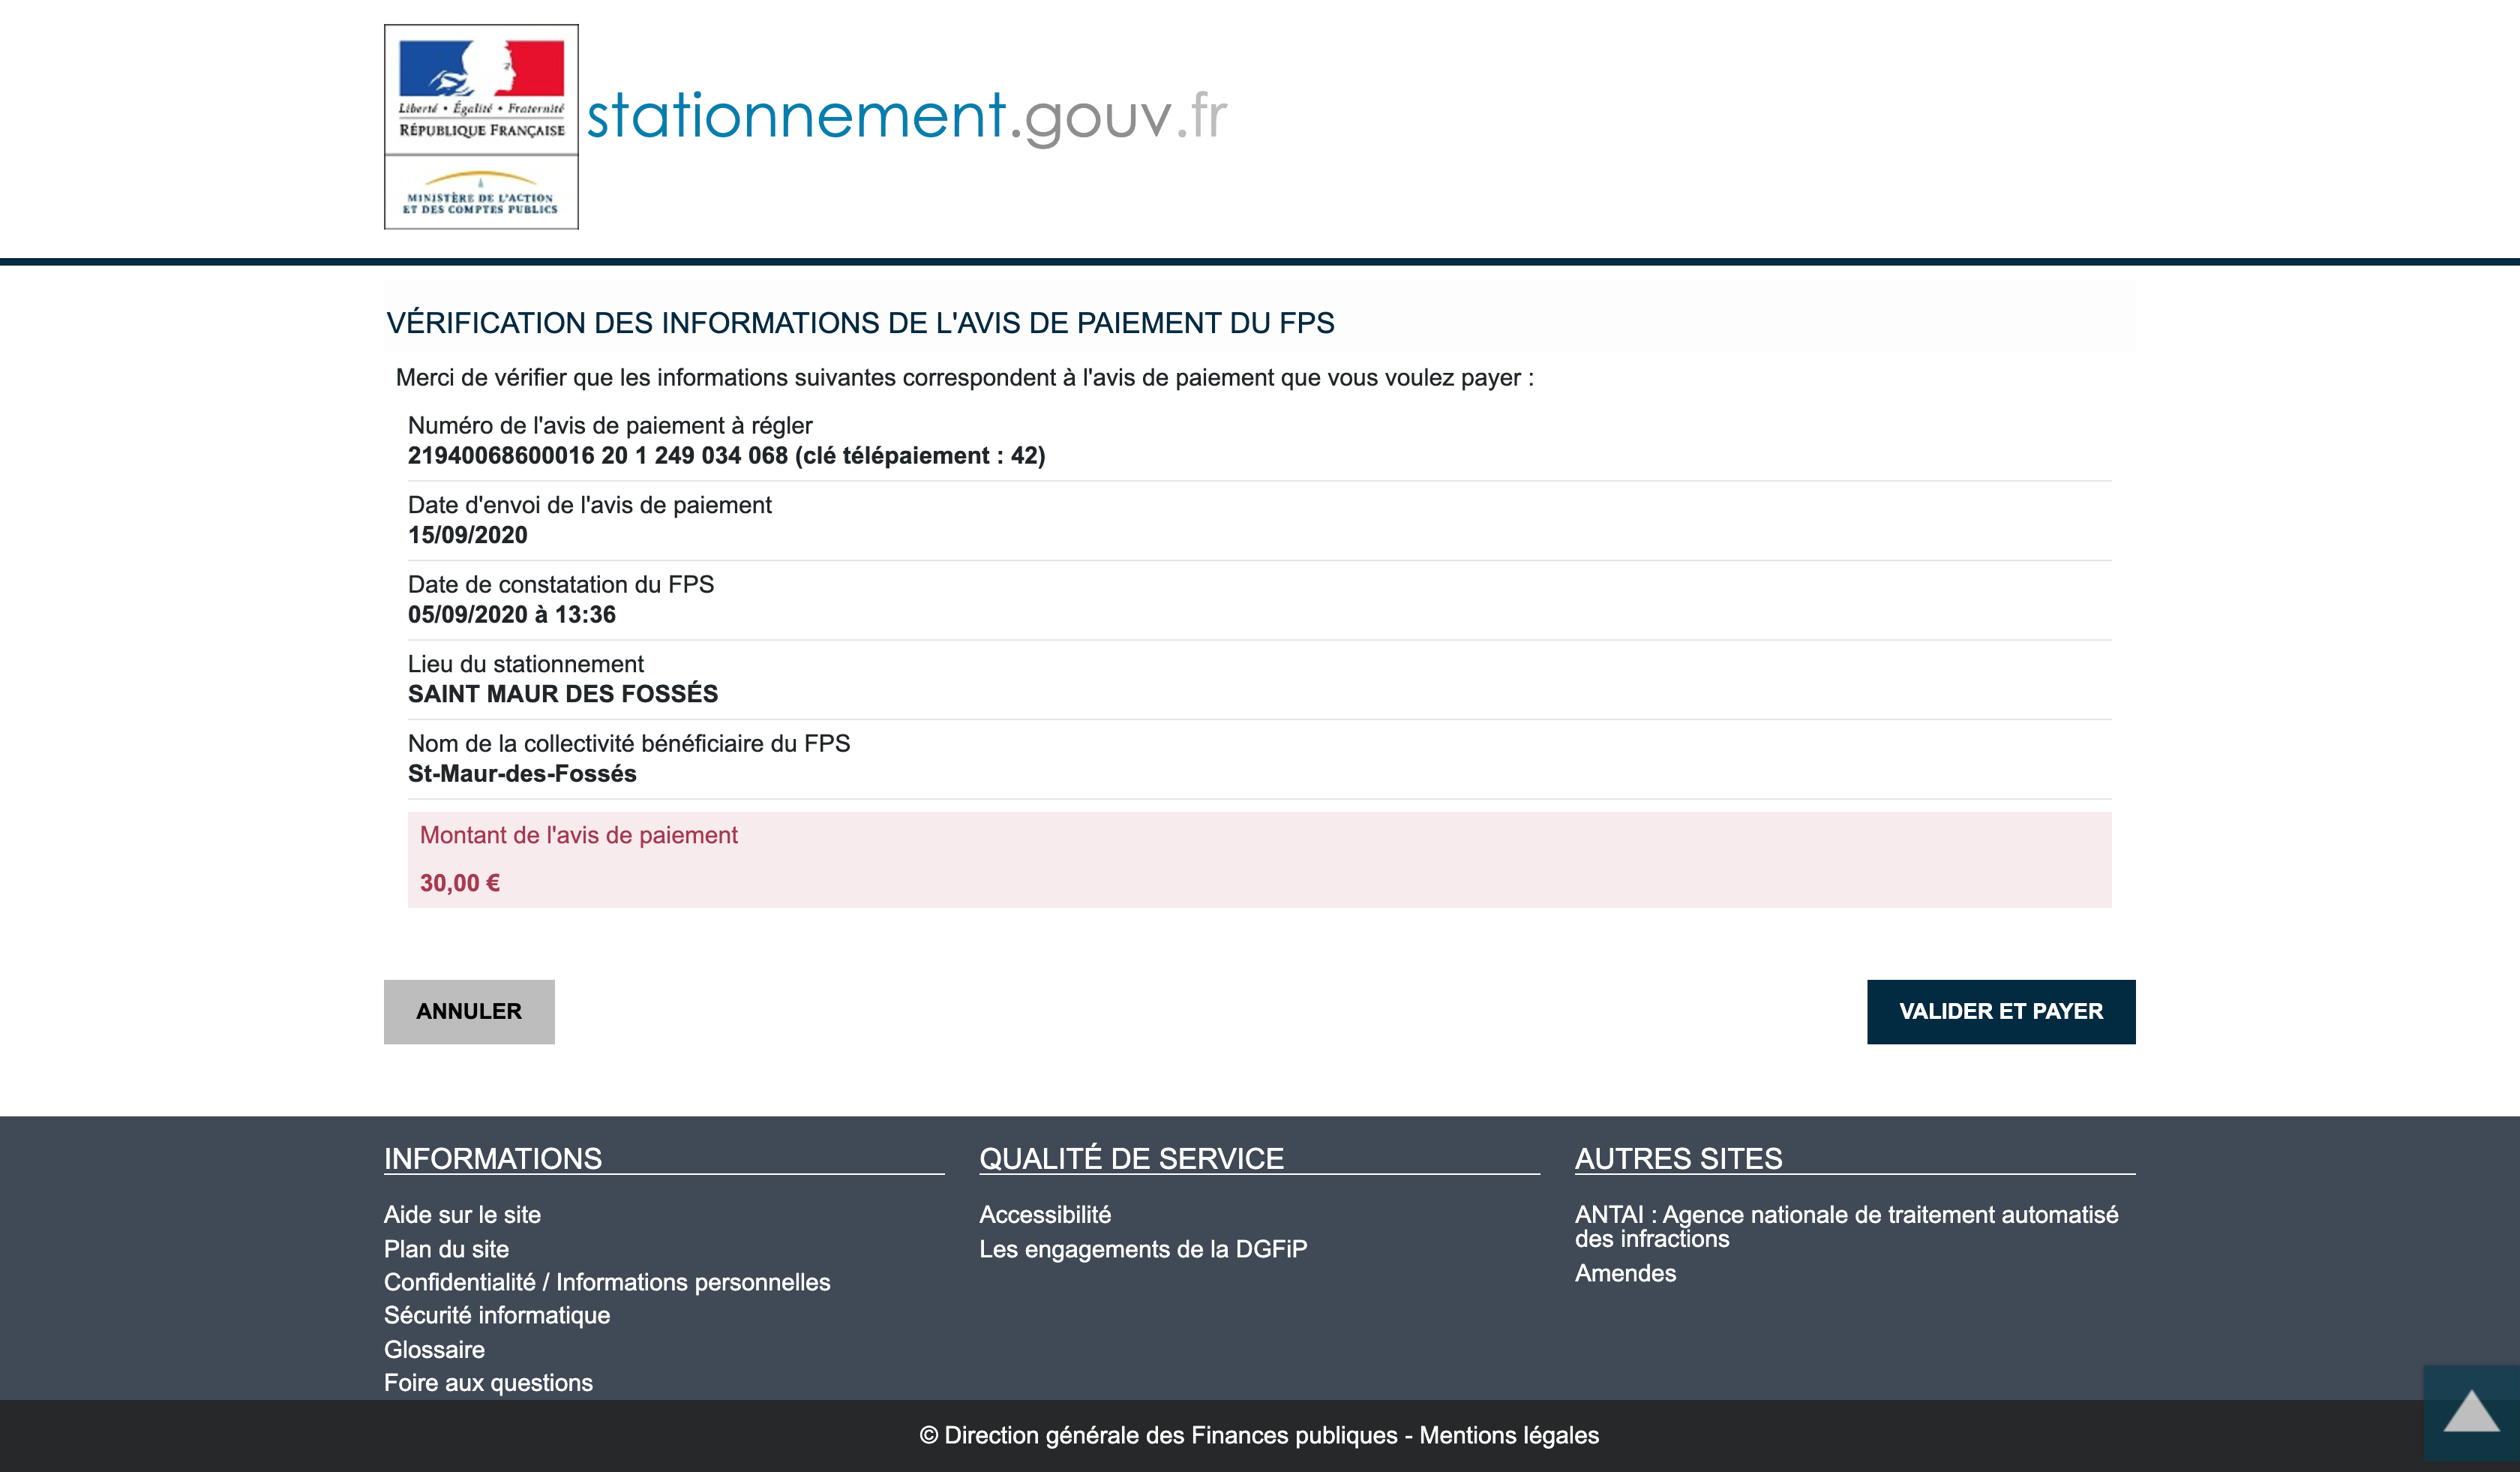 Liberté • Égalité • Fraternité
RÉPUBLIQUE FRANÇAISE
MINISTÈRE DE L'ACTION
ET DES COMPTES PUBLICS
stationnement.gouv.fr
VÉRIFICATION DES INFORMATIONS DE L'AVIS DE PAIEMENT DU FPS
Merci de vérifier que les informations suivantes correspondent à l'avis de paiement que vous voulez payer :
Numéro de l'avis de paiement à régler
21940068600016 20 1 249 034 068 (clé télépaiement : 42)
Date d'envoi de l'avis de paiement
15/09/2020
Date de constatation du FPS
05/09/2020 à 13:36
Lieu du stationnement
SAINT MAUR DES FOSSÉS
Nom de la collectivité bénéficiaire du FPS
St-Maur-des-Fossés
Montant de l'avis de paiement
30,00 €
ANNULER
VALIDER ET PAYER
INFORMATIONS
Aide sur le site
Plan du site
Confidentialité / Informations personnelles
Sécurité informatique
Glossaire
Foire aux questions
QUALITÉ DE SERVICE
Accessibilité
Les engagements de la DGFiP
AUTRES SITES
ANTAI : Agence nationale de traitement automatisé
des infractions
Amendes
© Direction générale des Finances publiques - Mentions légales